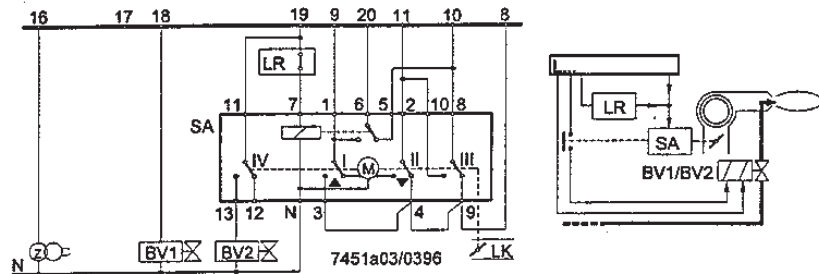 16 17 18 19 9 20 11 10 8
LR
11 7 1 6 5 2 10 8
SA
IV I M II III
13 12 N 3 4 9
Z BV1 BV2 7451a03/0396 LK
N
LR
SA
BV1/BV2